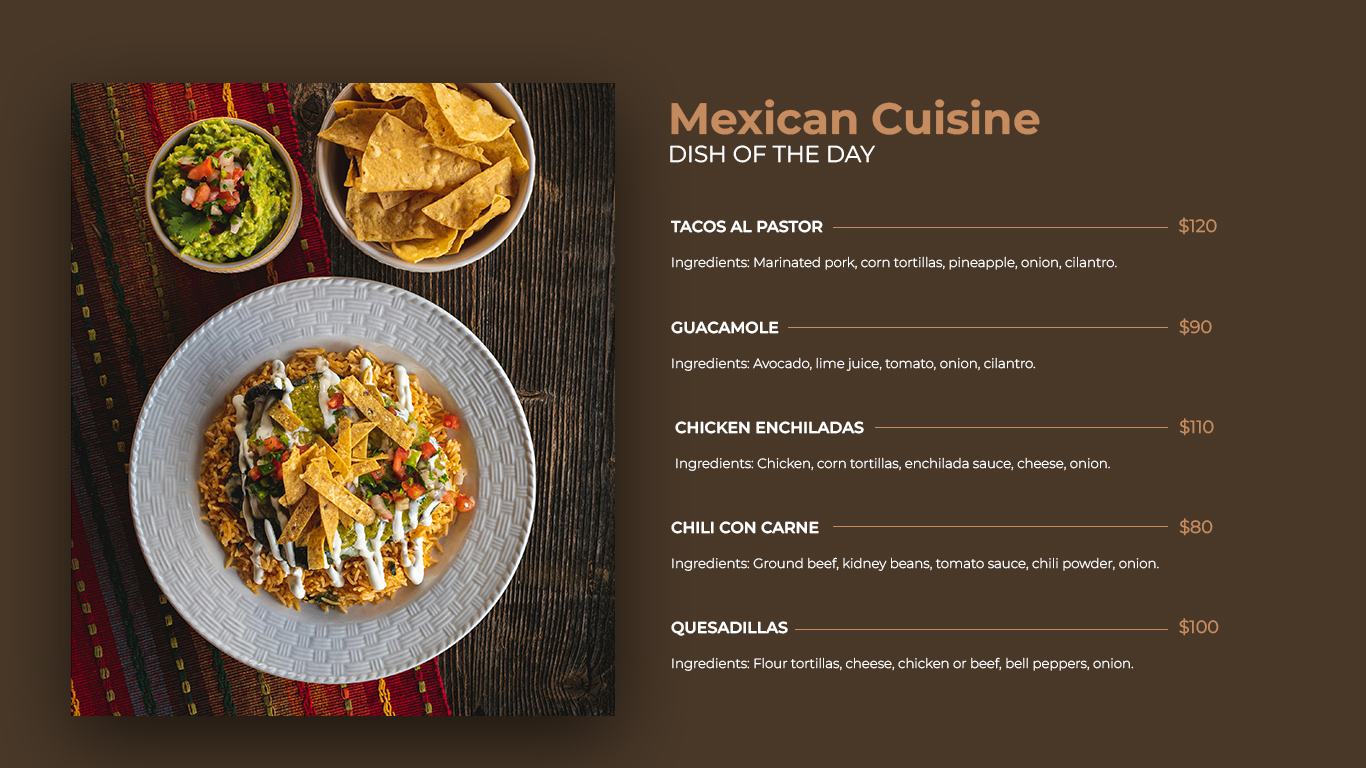 Mexican Cuisine
DISH OF THE DAY
TACOS AL PASTOR $120
Ingredients: Marinated pork, corn tortillas, pineapple, onion, cilantro.
GUACAMOLE $90
Ingredients: Avocado, lime juice, tomato, onion, cilantro.
CHICKEN ENCHILADAS $110
Ingredients: Chicken, corn tortillas, enchilada sauce, cheese, onion.
CHILI CON CARNE $80
Ingredients: Ground beef, kidney beans, tomato sauce, chili powder, onion.
QUESADILLAS $100
Ingredients: Flour tortillas, cheese, chicken or beef, bell peppers, onion.